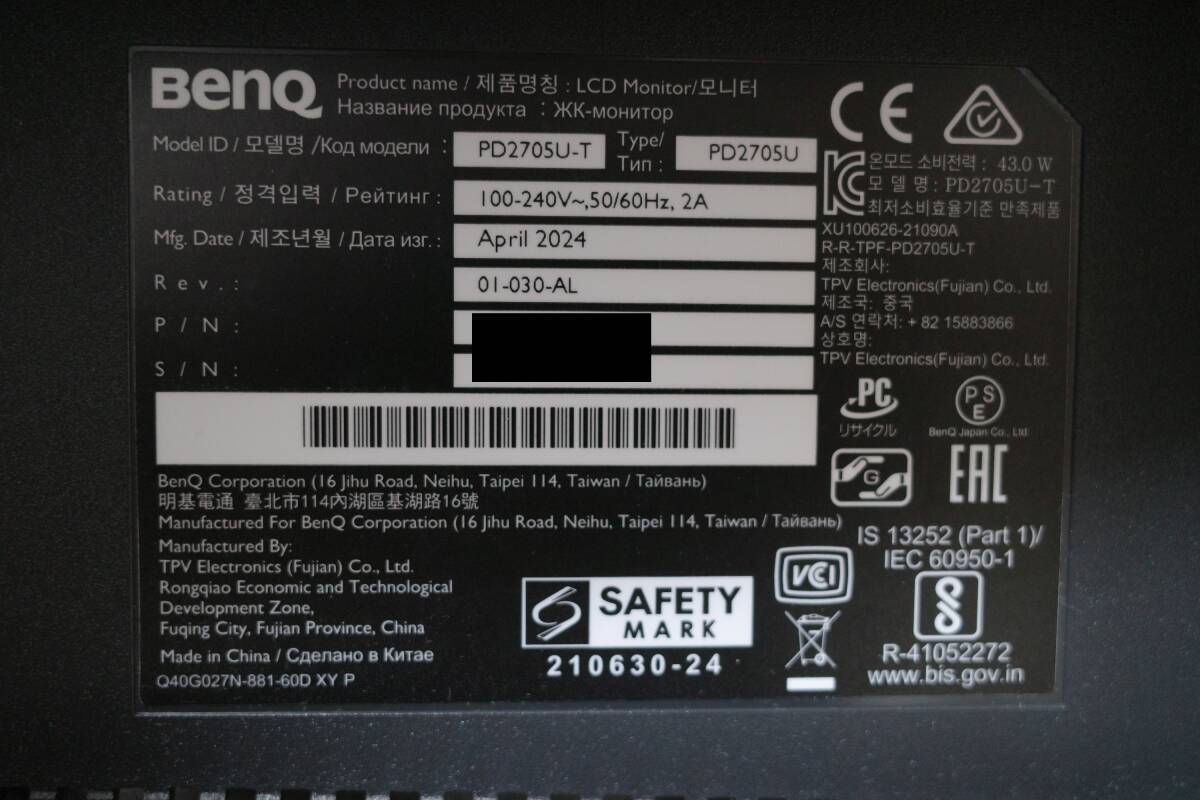 BenQ
Product name / 제품명칭 : LCD Monitor/모니터
Название продукта : ЖК-монитор
Model ID / 모델명 /Код модели : PD2705U-T
Type/ Тип : PD2705U
Rating / 정격입력 / Рейтинг : 100-240V~,50/60Hz, 2A
Mfg. Date / 제조년월 / Дата изг. : April 2024
Rev. : 01-030-AL
P/N :
S/N :
BenQ Corporation (16 Jihu Road, Neihu, Taipei 114, Taiwan / Тайвань)
明基電通 臺北市114內湖區基湖路16號
Manufactured For BenQ Corporation (16 Jihu Road, Neihu, Taipei 114, Taiwan / Тайвань)
Manufactured By:
TPV Electronics (Fujian) Co., Ltd.
Rongqiao Economic and Technological
Development Zone,
Fuqing City, Fujian Province, China
Made in China / Сделано в Китае
Q40G027N-881-60D XY P
SAFETY
MARK
210630-24
CE
KC
온모드 소비전력 : 43.0 W
모 델 명 : PD2705U-T
최저소비효율기준 만족제품
XU100626-21090A
R-R-TPF-PD2705U-T
제조회사:
TPV Electronics(Fujian) Co., Ltd.
제조국: 중국
A/S 연락처: + 82 15883866
상호명:
TPV Electronics(Fujian) Co., Ltd.
PC
リサイクル
PSE
BenQ Japan Co., Ltd.
G
EAC
VCI
IS 13252 (Part 1)/
IEC 60950-1
R-41052272
www.bis.gov.in